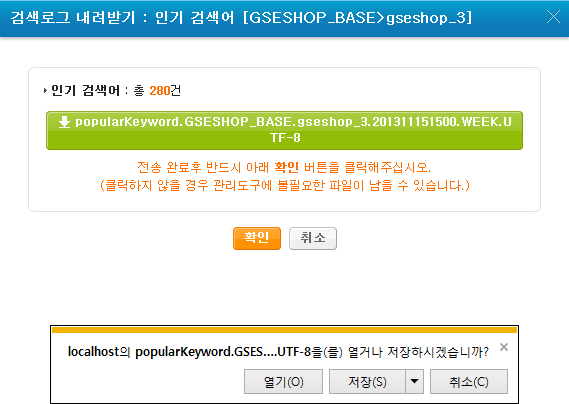 검색로그 내려받기 : 인기 검색어 [GSESHOP_BASE>gseshop_3]
인기 검색어 : 총 280건
popularKeyword.GSESHOP_BASE.gseshop_3.201311151500.WEEK.U
TF-8
전송 완료후 반드시 아래 확인 버튼을 클릭해주십시오.
(클릭하지 않을 경우 관리도구에 불필요한 파일이 남을 수 있습니다.)
확인 취소
localhost의 popularKeyword.GSES....UTF-8을(를) 열거나 저장하시겠습니까?
열기(O) 저장(S) 취소(C)